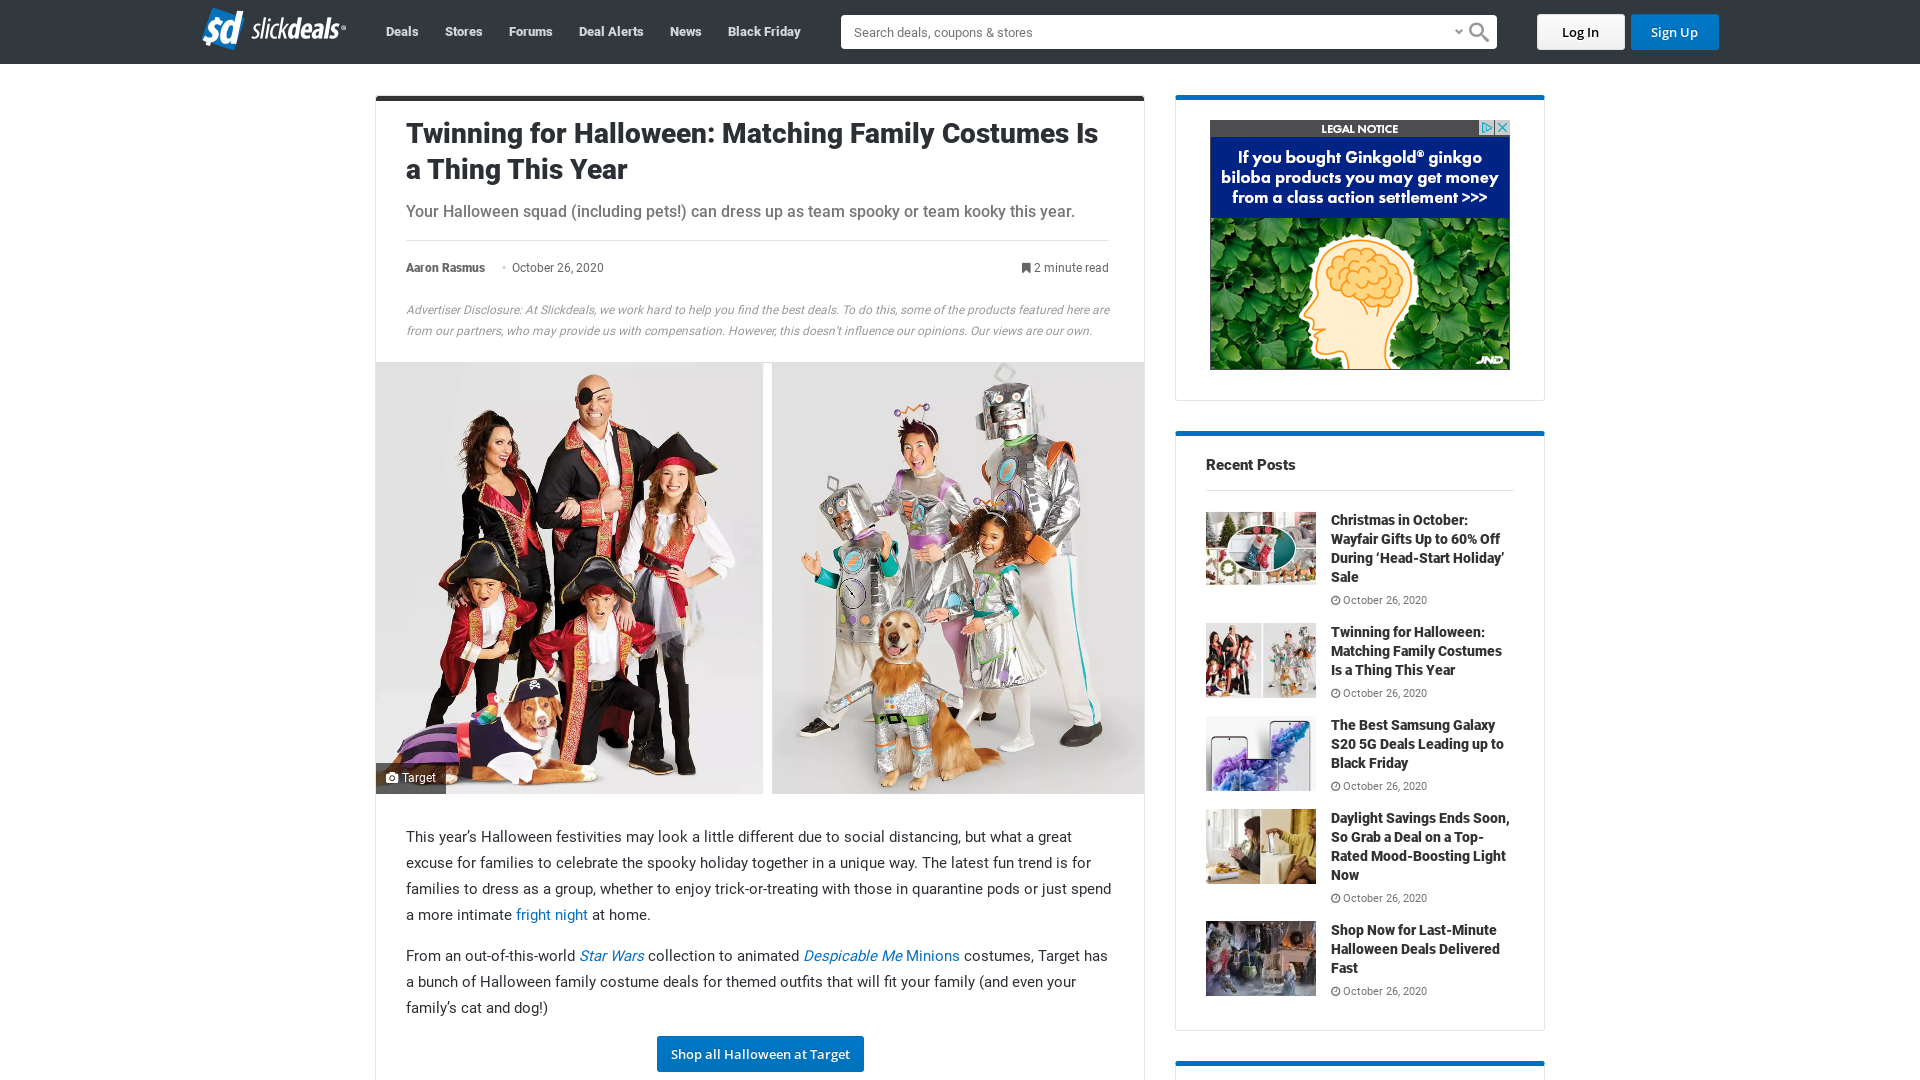 sd slickdeals®
Deals
Stores
Forums
Deal Alerts
News
Black Friday
Search deals, coupons & stores
Log In
Sign Up
Twinning for Halloween: Matching Family Costumes Is
a Thing This Year
Your Halloween squad (including pets!) can dress up as team spooky or team kooky this year.
Aaron Rasmus • October 26, 2020
2 minute read
Advertiser Disclosure: At Slickdeals, we work hard to help you find the best deals. To do this, some of the products featured here are
from our partners, who may provide us with compensation. However, this doesn't influence our opinions. Our views are our own.
Target
This year’s Halloween festivities may look a little different due to social distancing, but what a great
excuse for families to celebrate the spooky holiday together in a unique way. The latest fun trend is for
families to dress as a group, whether to enjoy trick-or-treating with those in quarantine pods or just spend
a more intimate fright night at home.
From an out-of-this-world Star Wars collection to animated Despicable Me Minions costumes, Target has
a bunch of Halloween family costume deals for themed outfits that will fit your family (and even your
family’s cat and dog!)
Shop all Halloween at Target
LEGAL NOTICE
If you bought Ginkgold® ginkgo
biloba products you may get money
from a class action settlement >>>
JND
Recent Posts
Christmas in October:
Wayfair Gifts Up to 60% Off
During ‘Head-Start Holiday’
Sale
October 26, 2020
Twinning for Halloween:
Matching Family Costumes
Is a Thing This Year
October 26, 2020
The Best Samsung Galaxy
S20 5G Deals Leading up to
Black Friday
October 26, 2020
Daylight Savings Ends Soon,
So Grab a Deal on a Top-
Rated Mood-Boosting Light
Now
October 26, 2020
Shop Now for Last-Minute
Halloween Deals Delivered
Fast
October 26, 2020